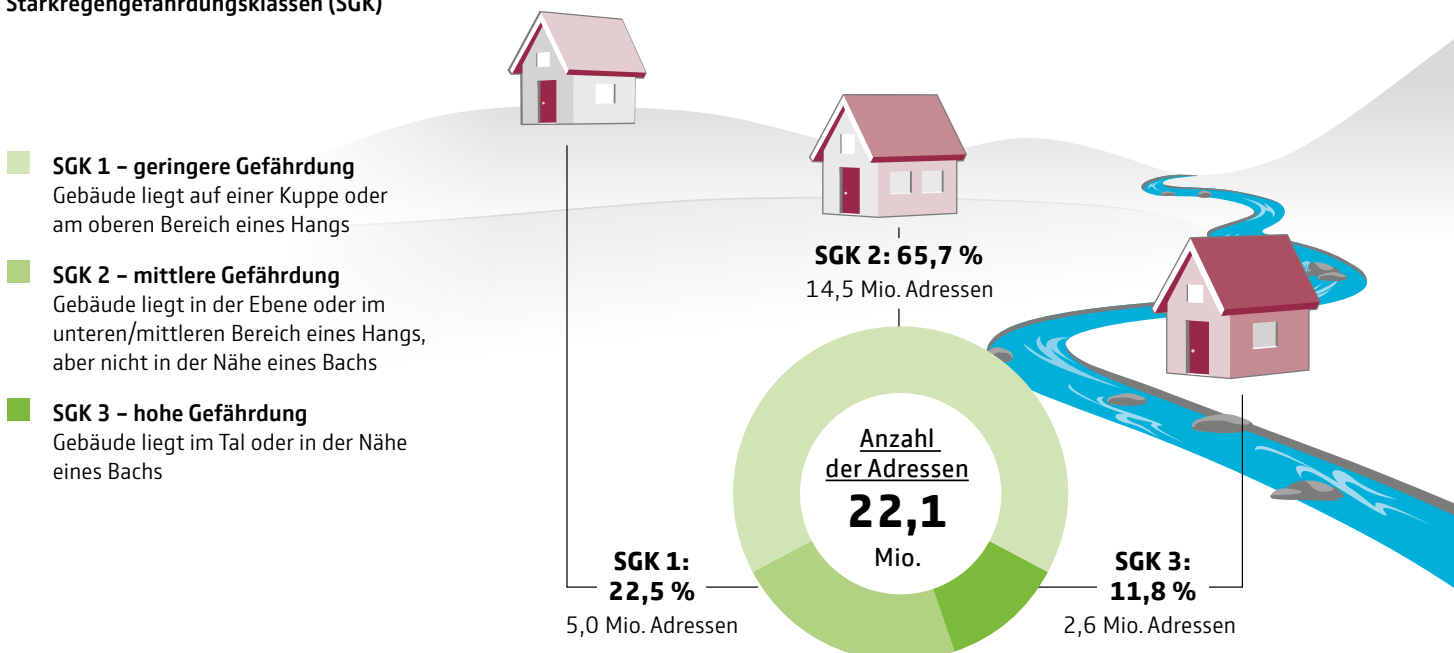 Starkregengefährdungsklassen (SGK)
SGK 1 – geringere Gefährdung
Gebäude liegt auf einer Kuppe oder
am oberen Bereich eines Hangs
SGK 2 – mittlere Gefährdung
Gebäude liegt in der Ebene oder im
unteren/mittleren Bereich eines Hangs,
aber nicht in der Nähe eines Bachs
SGK 3 – hohe Gefährdung
Gebäude liegt im Tal oder in der Nähe
eines Bachs
SGK 2: 65,7 %
14,5 Mio. Adressen
Anzahl
der Adressen
22,1
Mio.
SGK 1:
22,5 %
5,0 Mio. Adressen
SGK 3:
11,8 %
2,6 Mio. Adressen